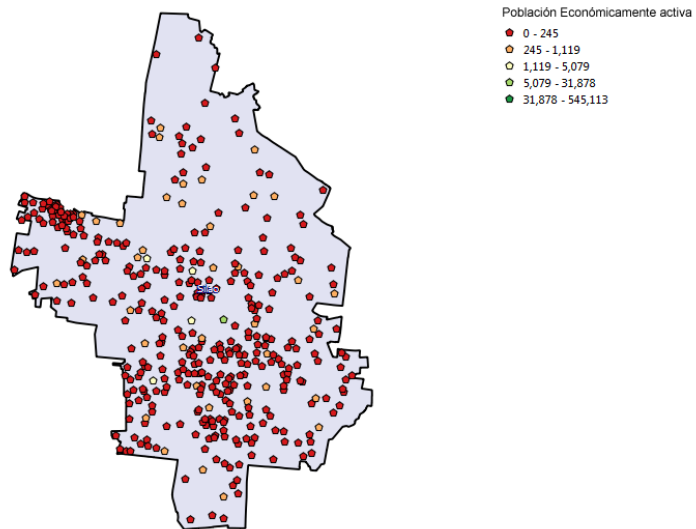 Población Económicamente activa
0 - 245
245 - 1,119
1,119 - 5,079
5,079 - 31,878
31,878 - 545,113
Silao